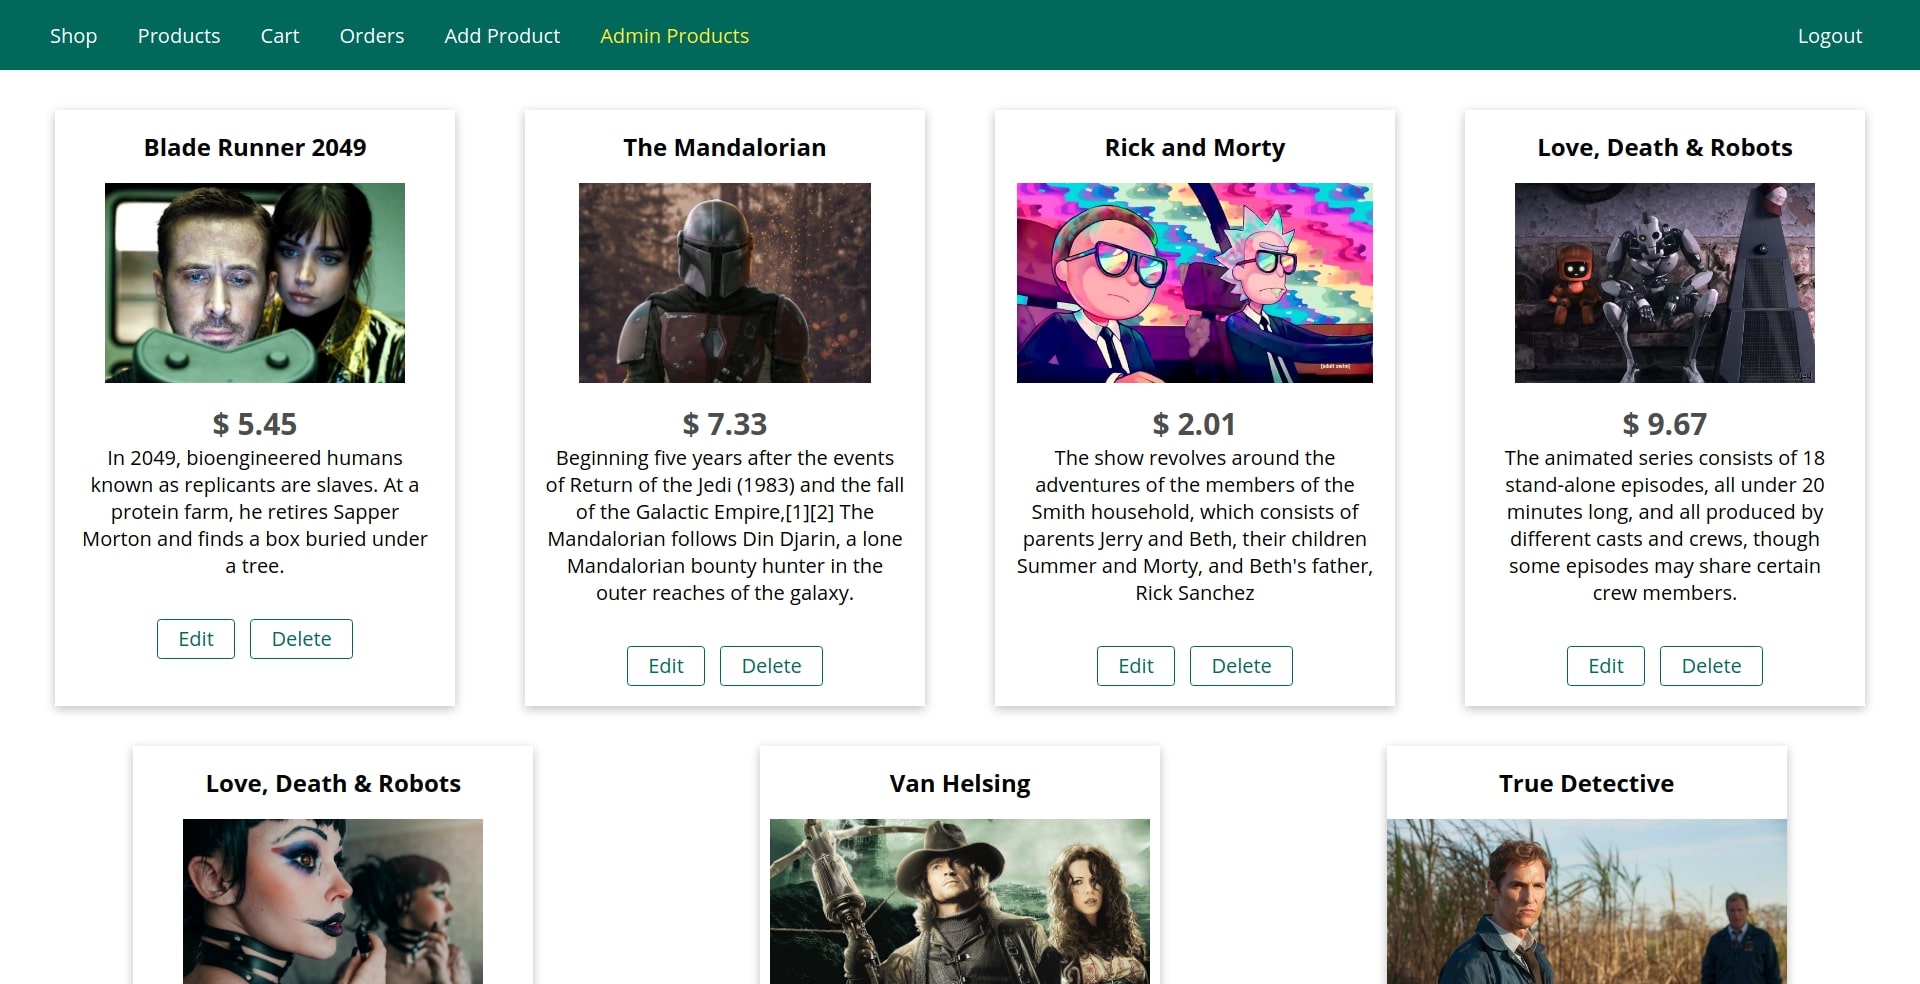 Shop Products Cart Orders Add Product Admin Products Logout
Blade Runner 2049
$ 5.45
In 2049, bioengineered humans
known as replicants are slaves. At a
protein farm, he retires Sapper
Morton and finds a box buried under
a tree.
Edit Delete
The Mandalorian
$ 7.33
Beginning five years after the events
of Return of the Jedi (1983) and the fall
of the Galactic Empire,[1][2] The
Mandalorian follows Din Djarin, a lone
Mandalorian bounty hunter in the
outer reaches of the galaxy.
Edit Delete
Rick and Morty
[adult swim]
$ 2.01
The show revolves around the
adventures of the members of the
Smith household, which consists of
parents Jerry and Beth, their children
Summer and Morty, and Beth's father,
Rick Sanchez
Edit Delete
Love, Death & Robots
$ 9.67
The animated series consists of 18
stand-alone episodes, all under 20
minutes long, and all produced by
different casts and crews, though
some episodes may share certain
crew members.
Edit Delete
Love, Death & Robots
Van Helsing
True Detective